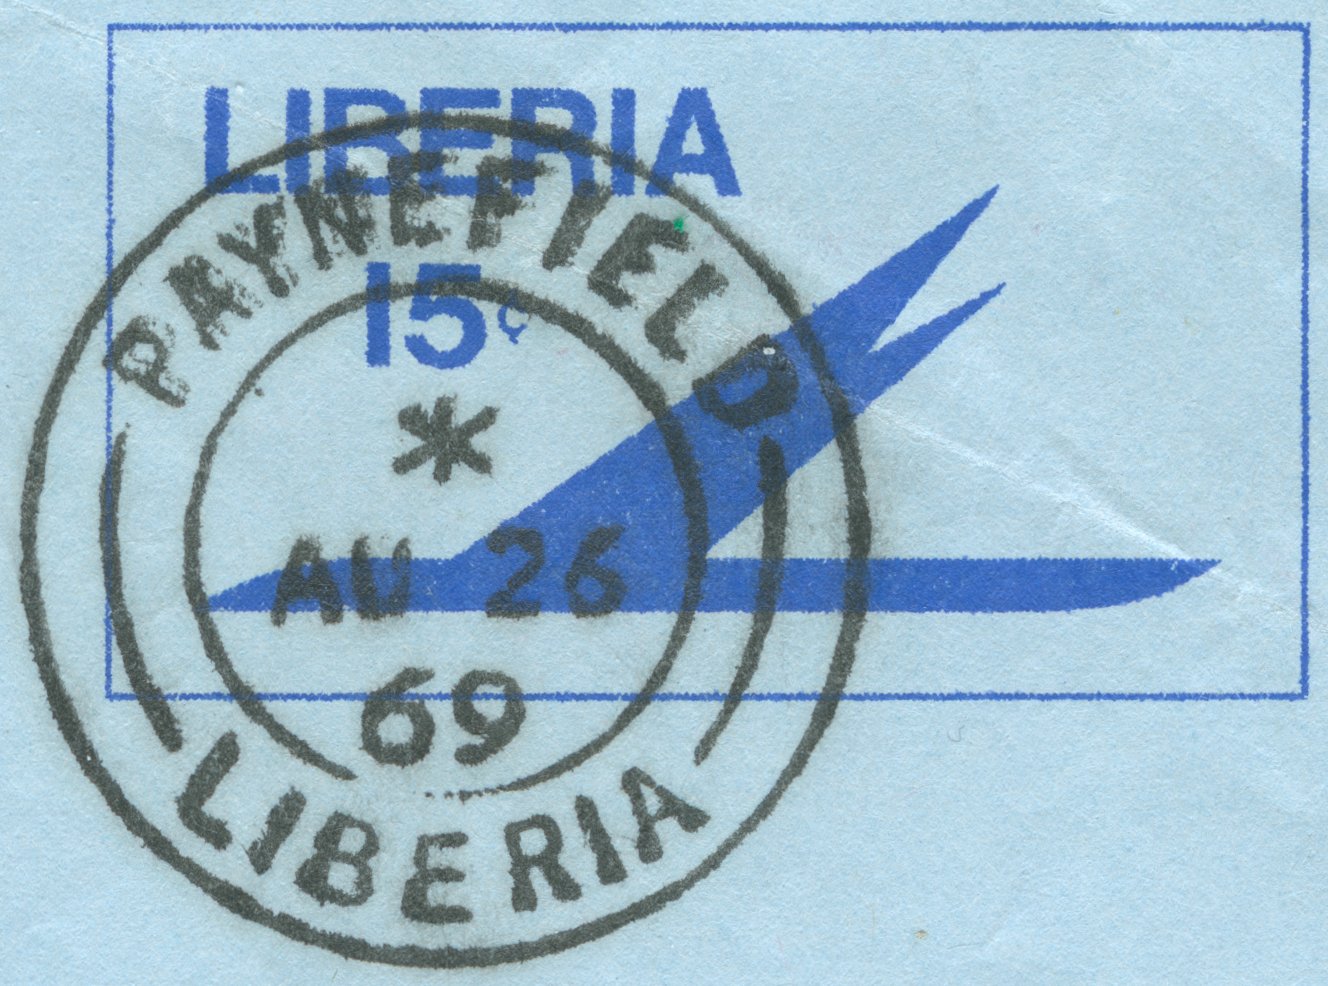 LIBERIA
15¢
PAYNEFIELD
*
AU 26
69
LIBERIA